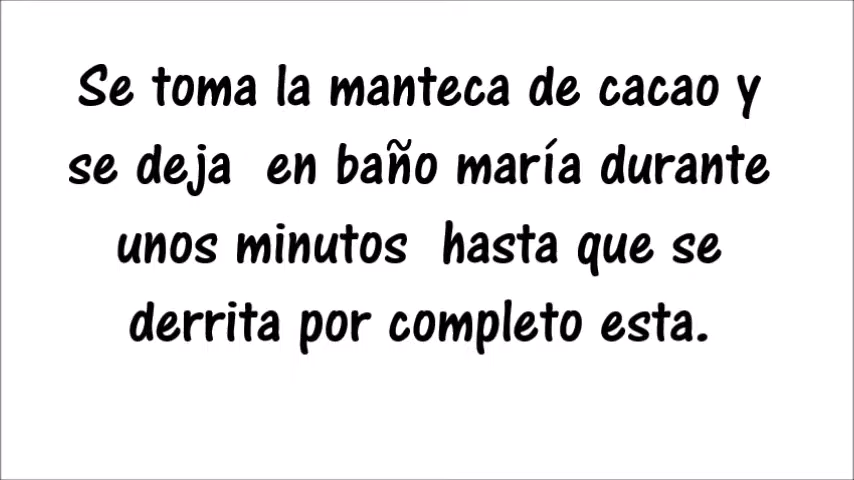 Se toma la manteca de cacao y
se deja en baño maría durante
unos minutos hasta que se
derrita por completo esta.